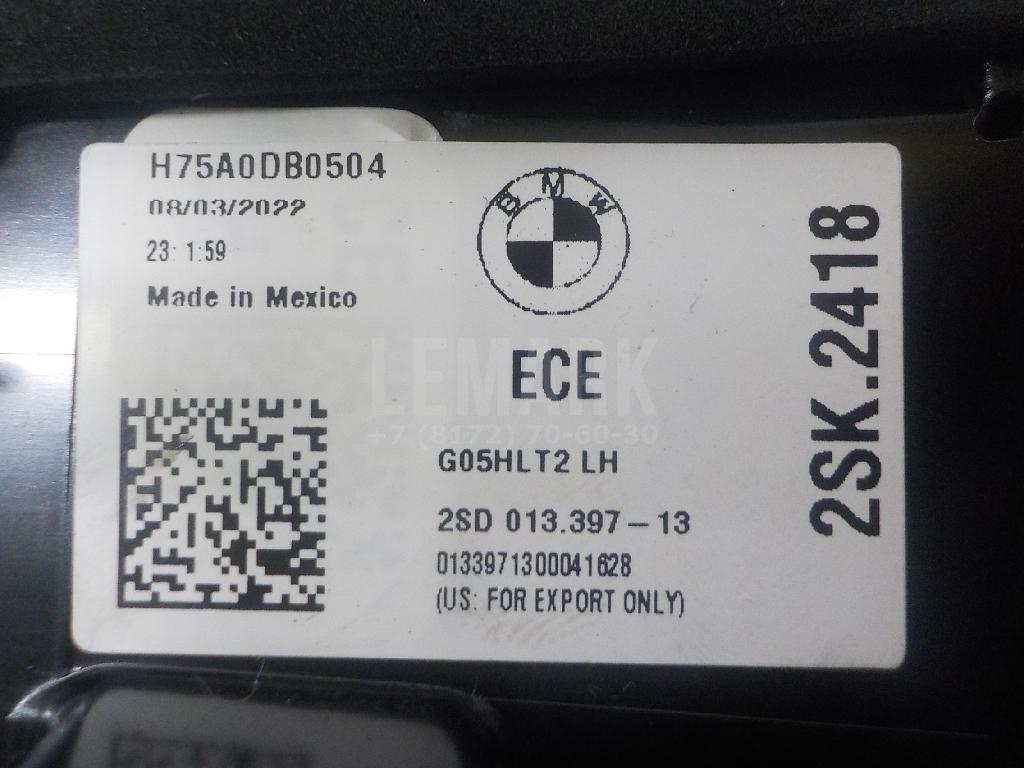 H75A0DB0504
08/03/2022
23: 1:59
Made in Mexico
BMW
ECE
LEMARK
+7 (8172) 70-60-30
G05HLT2 LH
2SD 013.397-13
0133971300041628
(US: FOR EXPORT ONLY)
2SK.2418